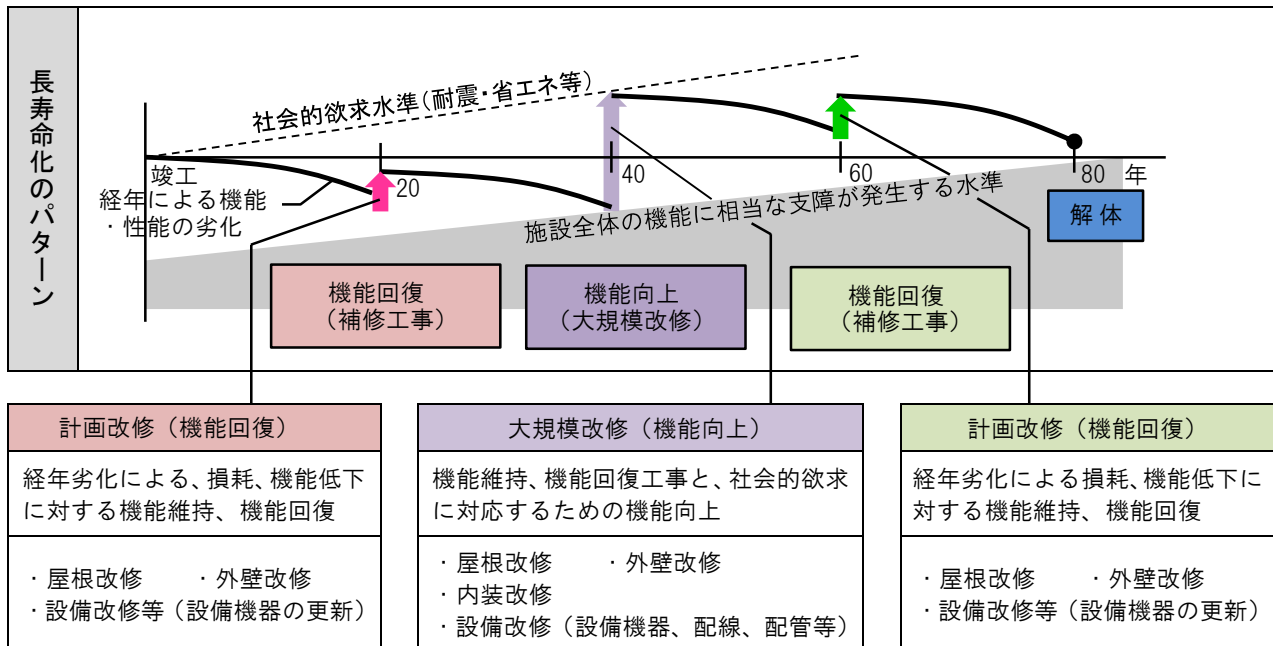 長寿命化のパターン
社会的欲求水準(耐震・省エネ等)
竣工
経年による機能
・性能の劣化
20
40
60
80 年
施設全体の機能に相当な支障が発生する水準
解体
機能回復
(補修工事)
機能向上
(大規模改修)
機能回復
(補修工事)
計画改修(機能回復)
経年劣化による、損耗、機能低下
に対する機能維持、機能回復
・屋根改修 ・外壁改修
・設備改修等(設備機器の更新)
大規模改修(機能向上)
機能維持、機能回復工事と、社会的欲求
に対応するための機能向上
・屋根改修 ・外壁改修
・内装改修
・設備改修(設備機器、配線、配管等)
計画改修(機能回復)
経年劣化による損耗、機能低下に
対する機能維持、機能回復
・屋根改修 ・外壁改修
・設備改修等(設備機器の更新)